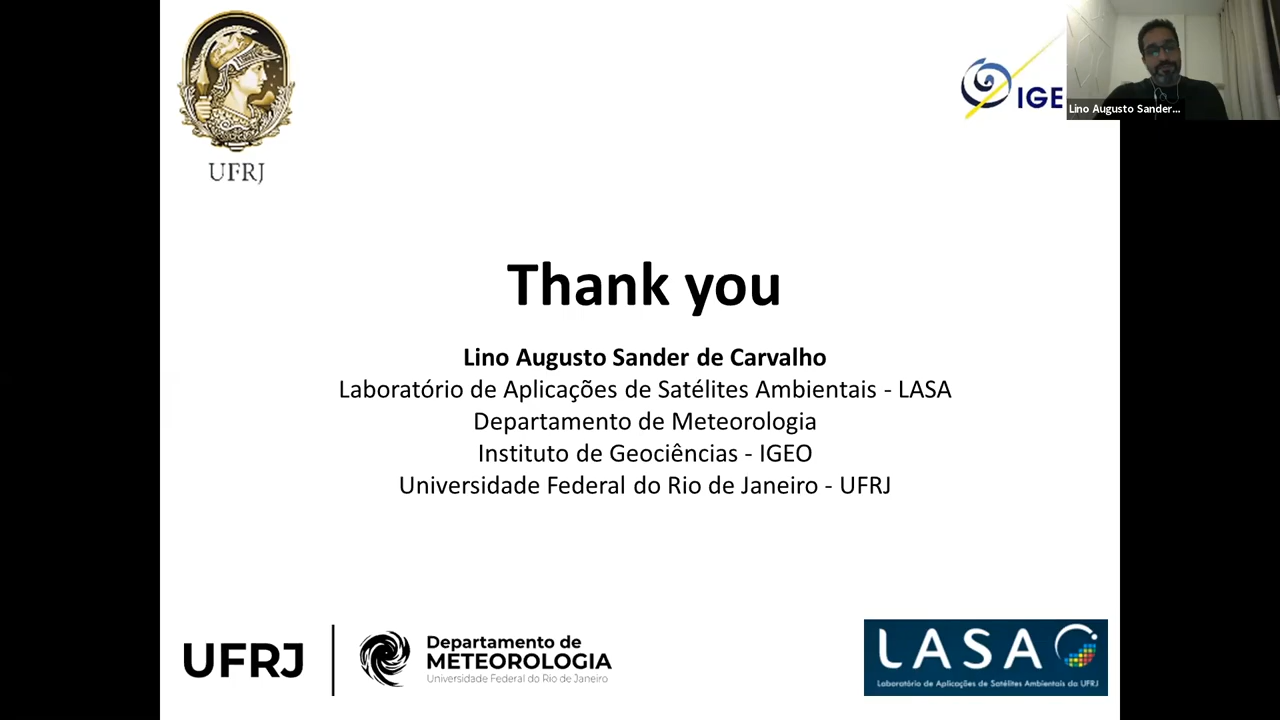 UFRJ
IGE
Lino Augusto Sander...
Thank you
Lino Augusto Sander de Carvalho
Laboratório de Aplicações de Satélites Ambientais - LASA
Departamento de Meteorologia
Instituto de Geociências - IGEO
Universidade Federal do Rio de Janeiro - UFRJ
UFRJ
Departamento de
METEOROLOGIA
Universidade Federal do Rio de Janeiro
LASA
Laboratório de Aplicações de Satélites Ambientais da UFRJ